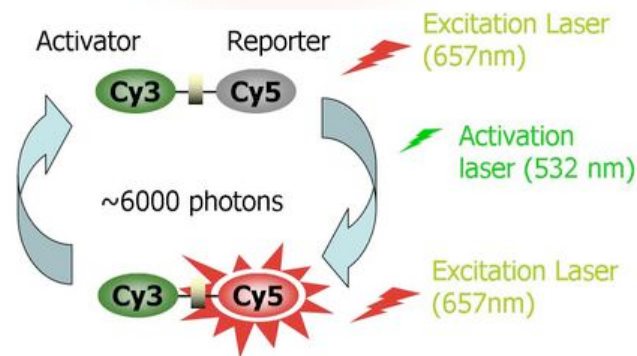 Activator
Reporter
Excitation Laser
(657nm)
Cy3
Cy5
Activation
laser (532 nm)
~6000 photons
Cy3
Cy5
Excitation Laser
(657nm)